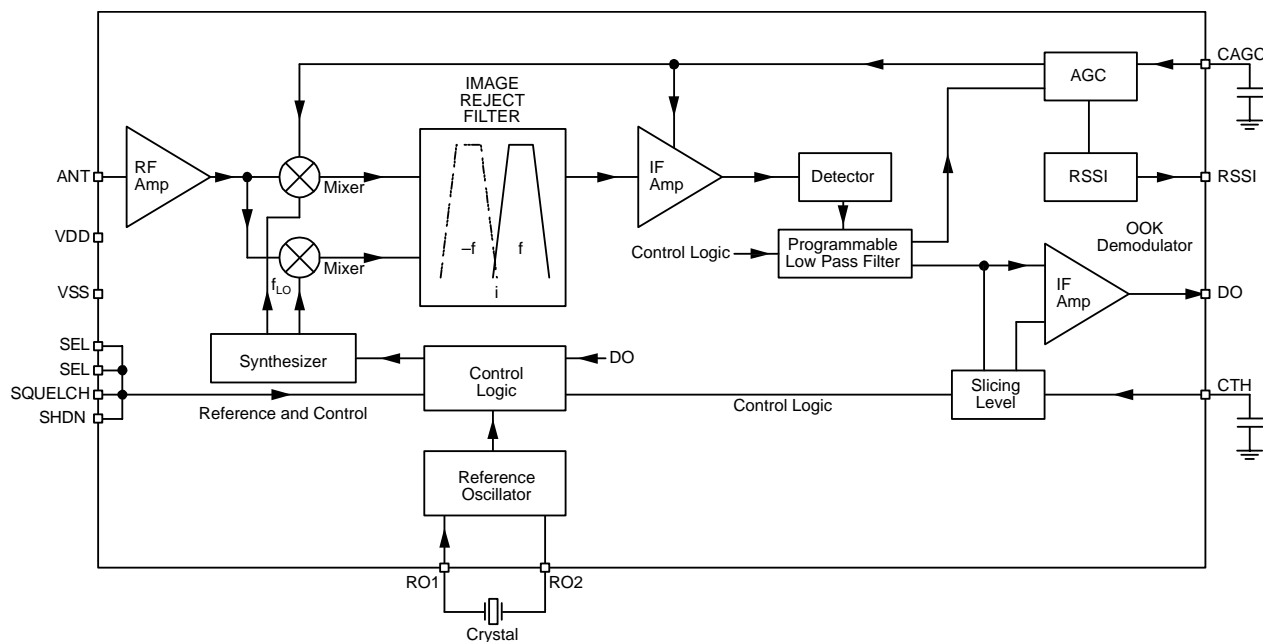 CAGC
AGC
IMAGE
REJECT
FILTER
ANT
RF
Amp
Mixer
IF
Amp
Detector
RSSI
RSSI
VDD
–f
f
Mixer
Control Logic
Programmable
Low Pass Filter
OOK
Demodulator
VSS
fLO
i
IF
Amp
DO
SEL
SEL
SQUELCH
SHDN
Synthesizer
Control
Logic
DO
Reference and Control
Control Logic
Slicing
Level
CTH
Reference
Oscillator
RO1
RO2
Crystal